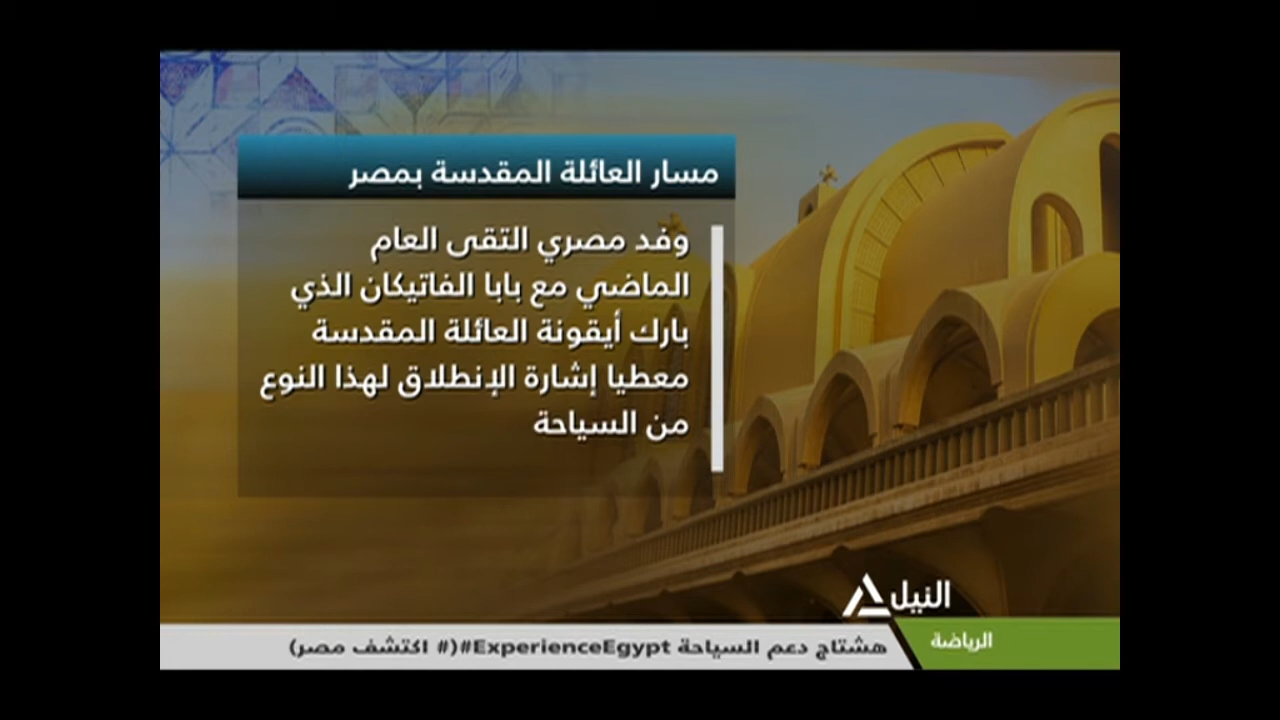 مسار العائلة المقدسة بمصر
وفد مصري التقى العام
الماضي مع بابا الفاتيكان الذي
بارك أيقونة العائلة المقدسة
معطيا إشارة الإنطلاق لهذا النوع
من السياحة
النيل
الرياضة
هشتاج دعم السياحة ExperienceEgypt#(# اكتشف مصر)